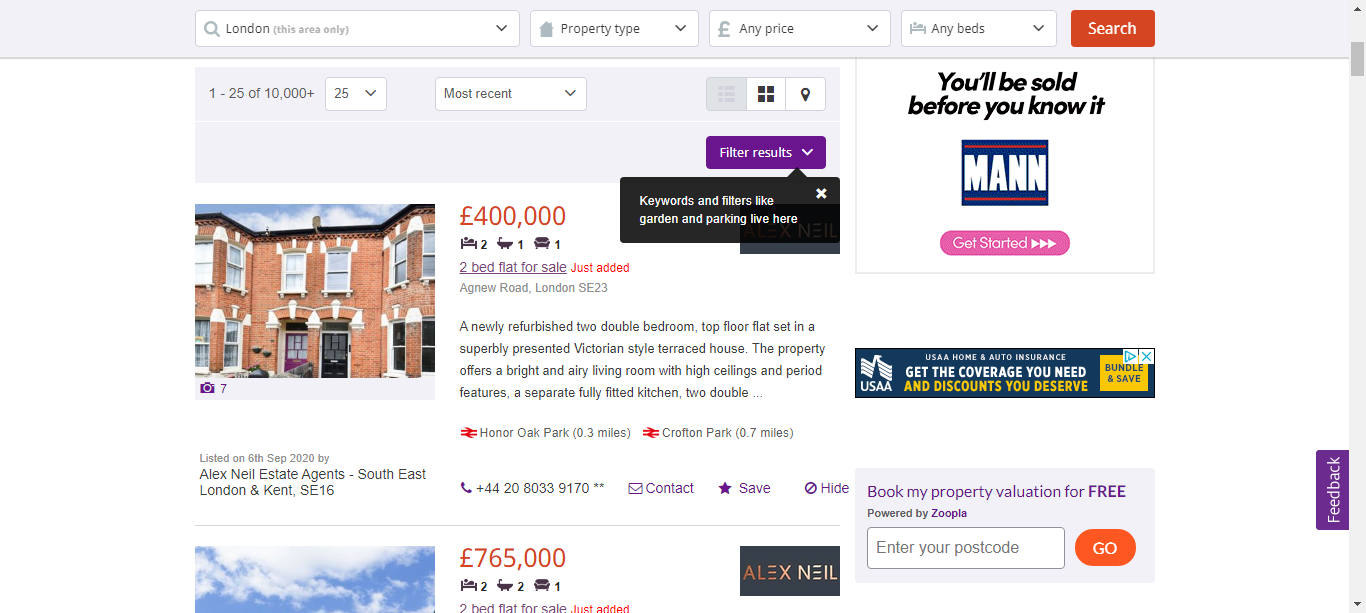 London (this area only)
Property type
Any price
Any beds
Search
1 - 25 of 10,000+
25
Most recent
Filter results
Keywords and filters like
garden and parking live here
ALEX NEIL
£400,000
2 1 1
2 bed flat for sale Just added
Agnew Road, London SE23
A newly refurbished two double bedroom, top floor flat set in a
superbly presented Victorian style terraced house. The property
offers a bright and airy living room with high ceilings and period
features, a separate fully fitted kitchen, two double ...
7
Honor Oak Park (0.3 miles) Crofton Park (0.7 miles)
Listed on 6th Sep 2020 by
Alex Neil Estate Agents - South East
London & Kent, SE16
+44 20 8033 9170 ** Contact Save Hide
£765,000
2 2 1
2 bed flat for sale Just added
ALEX NEIL
You'll be sold
before you know it
MANN
Get Started
USAA
USAA HOME & AUTO INSURANCE
GET THE COVERAGE YOU NEED
AND DISCOUNTS YOU DESERVE
BUNDLE
& SAVE
Book my property valuation for FREE
Powered by Zoopla
Enter your postcode
GO
Feedback